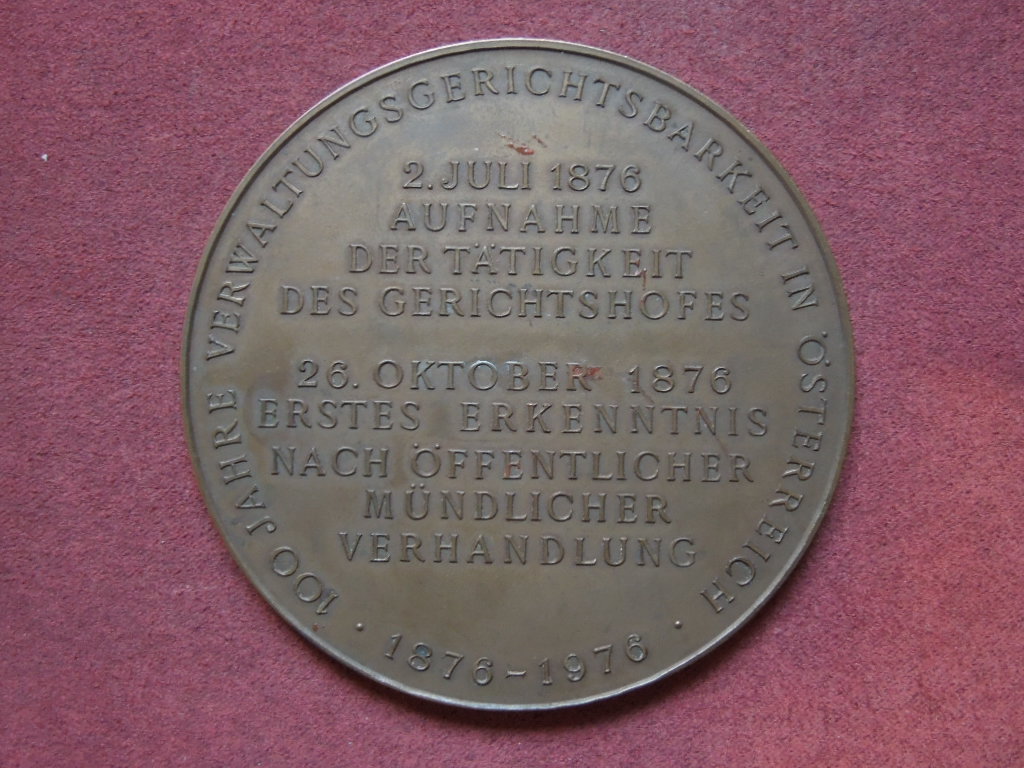 100 JAHRE VERWALTUNGSGERICHTSBARKEIT IN ÖSTERREICH
2. JULI 1876
AUFNAHME
DER TÄTIGKEIT
DES GERICHTSHOFES
26. OKTOBER 1876
ERSTES ERKENNTNIS
NACH ÖFFENTLICHER
MÜNDLICHER
VERHANDLUNG
· 1876-1976 ·